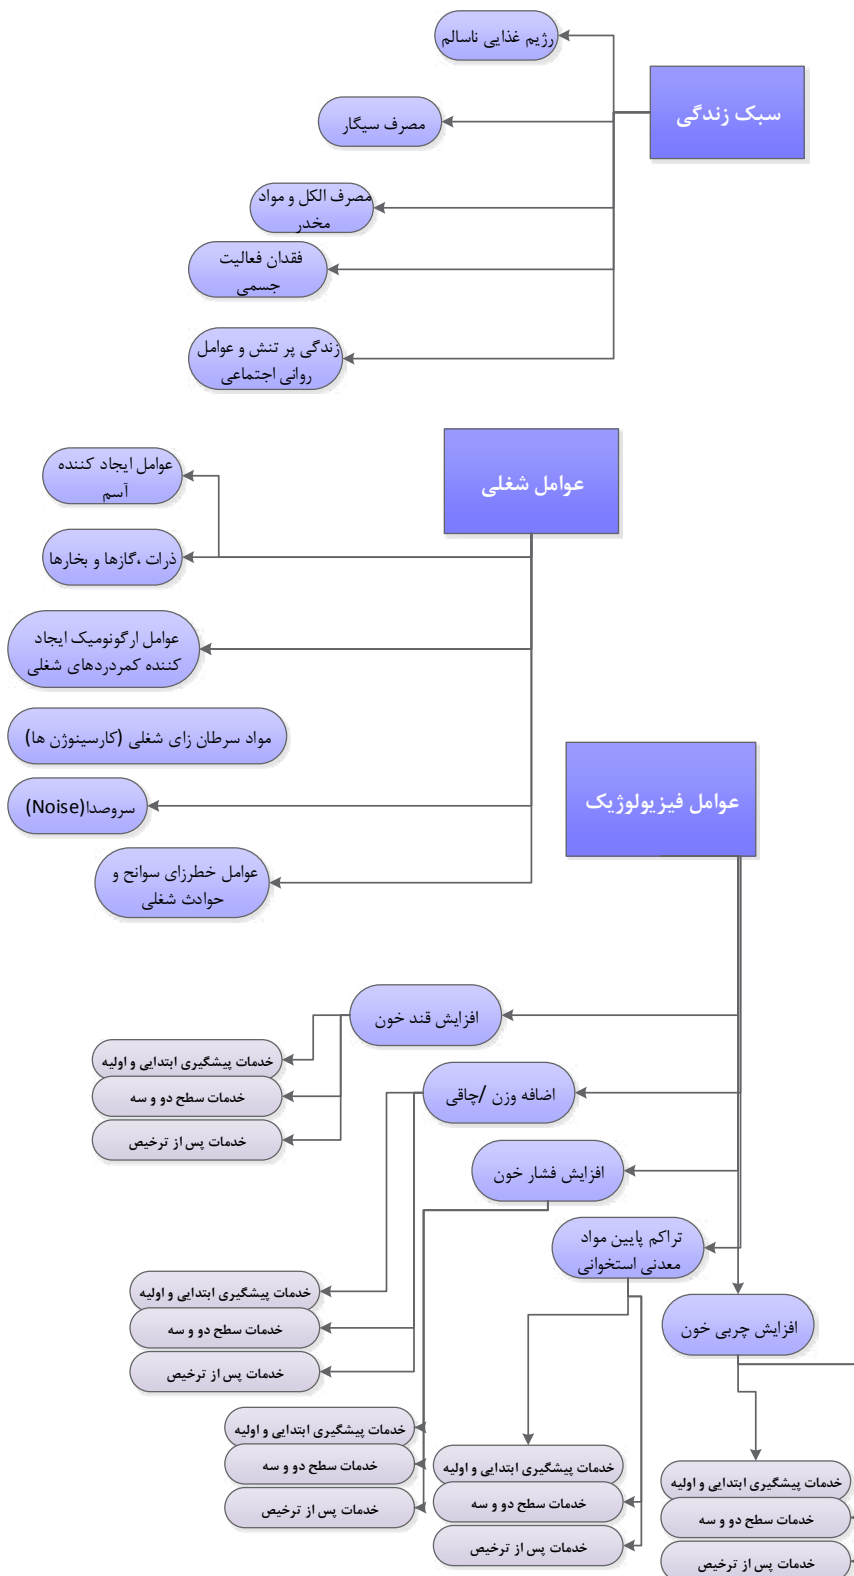 رژیم غذایی ناسالم
سبک زندگی
مصرف سیگار
مصرف الکل و مواد
مخدر
فقدان فعالیت
جسمی
زندگی پر تنش و عوامل
روانی اجتماعی
عوامل شغلی
عوامل ایجاد کننده
آسم
ذرات ،گازها و بخارها
عوامل ارگونومیک ایجاد
کننده کمردردهای شغلی
مواد سرطان زای شغلی (کارسینوژن ها)
سروصدا(Noise)
عوامل خطرزای سوانح و
حوادث شغلی
عوامل فیزیولوژیک
افزایش قند خون
خدمات پیشگیری ابتدایی و اولیه
خدمات سطح دو و سه
خدمات پس از ترخیص
اضافه وزن /چاقی
خدمات پیشگیری ابتدایی و اولیه
خدمات سطح دو و سه
خدمات پس از ترخیص
افزایش فشار خون
خدمات پیشگیری ابتدایی و اولیه
خدمات سطح دو و سه
خدمات پس از ترخیص
تراکم پایین مواد
معدنی استخوانی
خدمات پیشگیری ابتدایی و اولیه
خدمات سطح دو و سه
خدمات پس از ترخیص
افزایش چربی خون
خدمات پیشگیری ابتدایی و اولیه
خدمات سطح دو و سه
خدمات پس از ترخیص